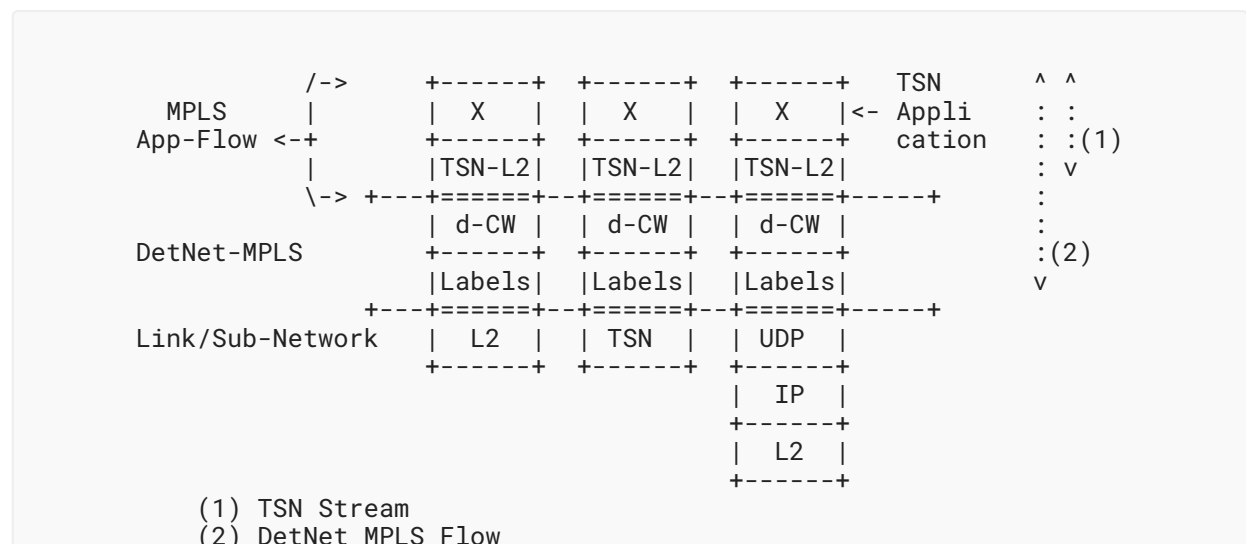 /->     +------+  +------+  +------+   TSN        ^ ^
  MPLS          |       |  X   |  |  X   |  |  X   |<- Appli      : :
App-Flow <-+            +------+  +------+  +------+   cation     : :(1)
                |       |TSN-L2|  |TSN-L2|  |TSN-L2|              : v
                \-> +---+======+--+======+--+======+-----+        :
                        | d-CW |  | d-CW |  | d-CW |              :
DetNet-MPLS             +------+  +------+  +------+              :(2)
                        |Labels|  |Labels|  |Labels|              v
                    +---+======+--+======+--+======+-----+
Link/Sub-Network        |  L2  |  | TSN  |  | UDP  |
                        +------+  +------+  +------+
                                            |  IP  |
                                            +------+
                                            |  L2  |
                                            +------+
    (1) TSN Stream
    (2) DetNet MPLS Flow